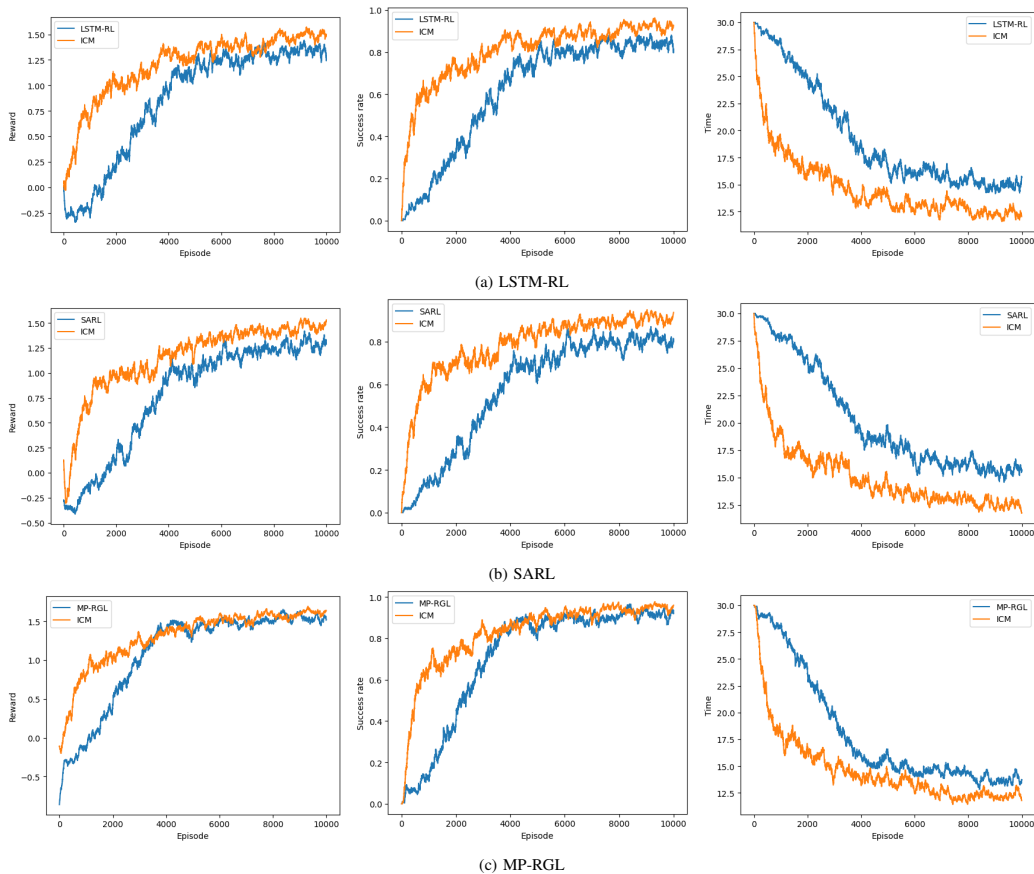 LSTM-RL
ICM
Reward
1.50
1.25
1.00
0.75
0.50
0.25
0.00
−0.25
0 2000 4000 6000 8000 10000
Episode
LSTM-RL
ICM
Success rate
1.0
0.8
0.6
0.4
0.2
0.0
0 2000 4000 6000 8000 10000
Episode
LSTM-RL
ICM
Time
30.0
27.5
25.0
22.5
20.0
17.5
15.0
12.5
0 2000 4000 6000 8000 10000
Episode
(a) LSTM-RL
SARL
ICM
Reward
1.50
1.25
1.00
0.75
0.50
0.25
0.00
−0.25
−0.50
0 2000 4000 6000 8000 10000
Episode
SARL
ICM
Success rate
0.8
0.6
0.4
0.2
0.0
0 2000 4000 6000 8000 10000
Episode
SARL
ICM
Time
30.0
27.5
25.0
22.5
20.0
17.5
15.0
12.5
0 2000 4000 6000 8000 10000
Episode
(b) SARL
MP-RGL
ICM
Reward
1.5
1.0
0.5
0.0
−0.5
0 2000 4000 6000 8000 10000
Episode
MP-RGL
ICM
Success rate
1.0
0.8
0.6
0.4
0.2
0.0
0 2000 4000 6000 8000 10000
Episode
MP-RGL
ICM
Time
30.0
27.5
25.0
22.5
20.0
17.5
15.0
12.5
0 2000 4000 6000 8000 10000
Episode
(c) MP-RGL